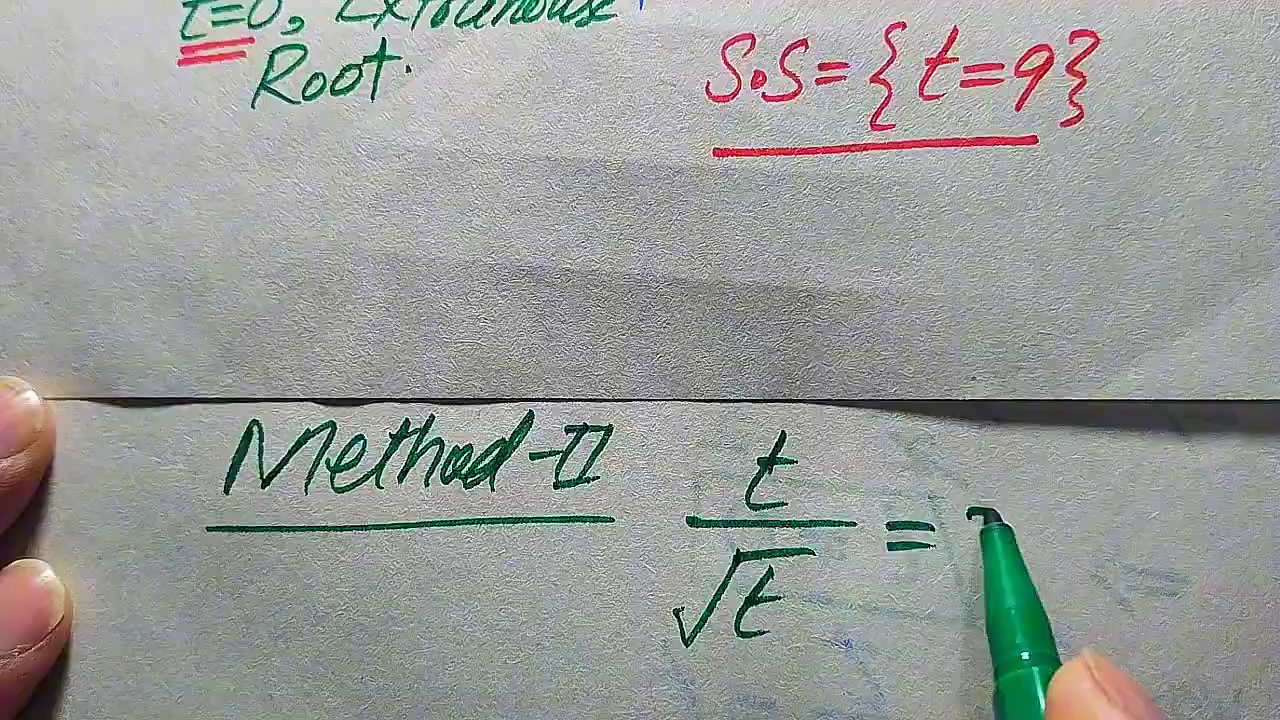 t=0, Extraneous
Root.
S.S = { t=9 }
Method-II
t
/
√t =